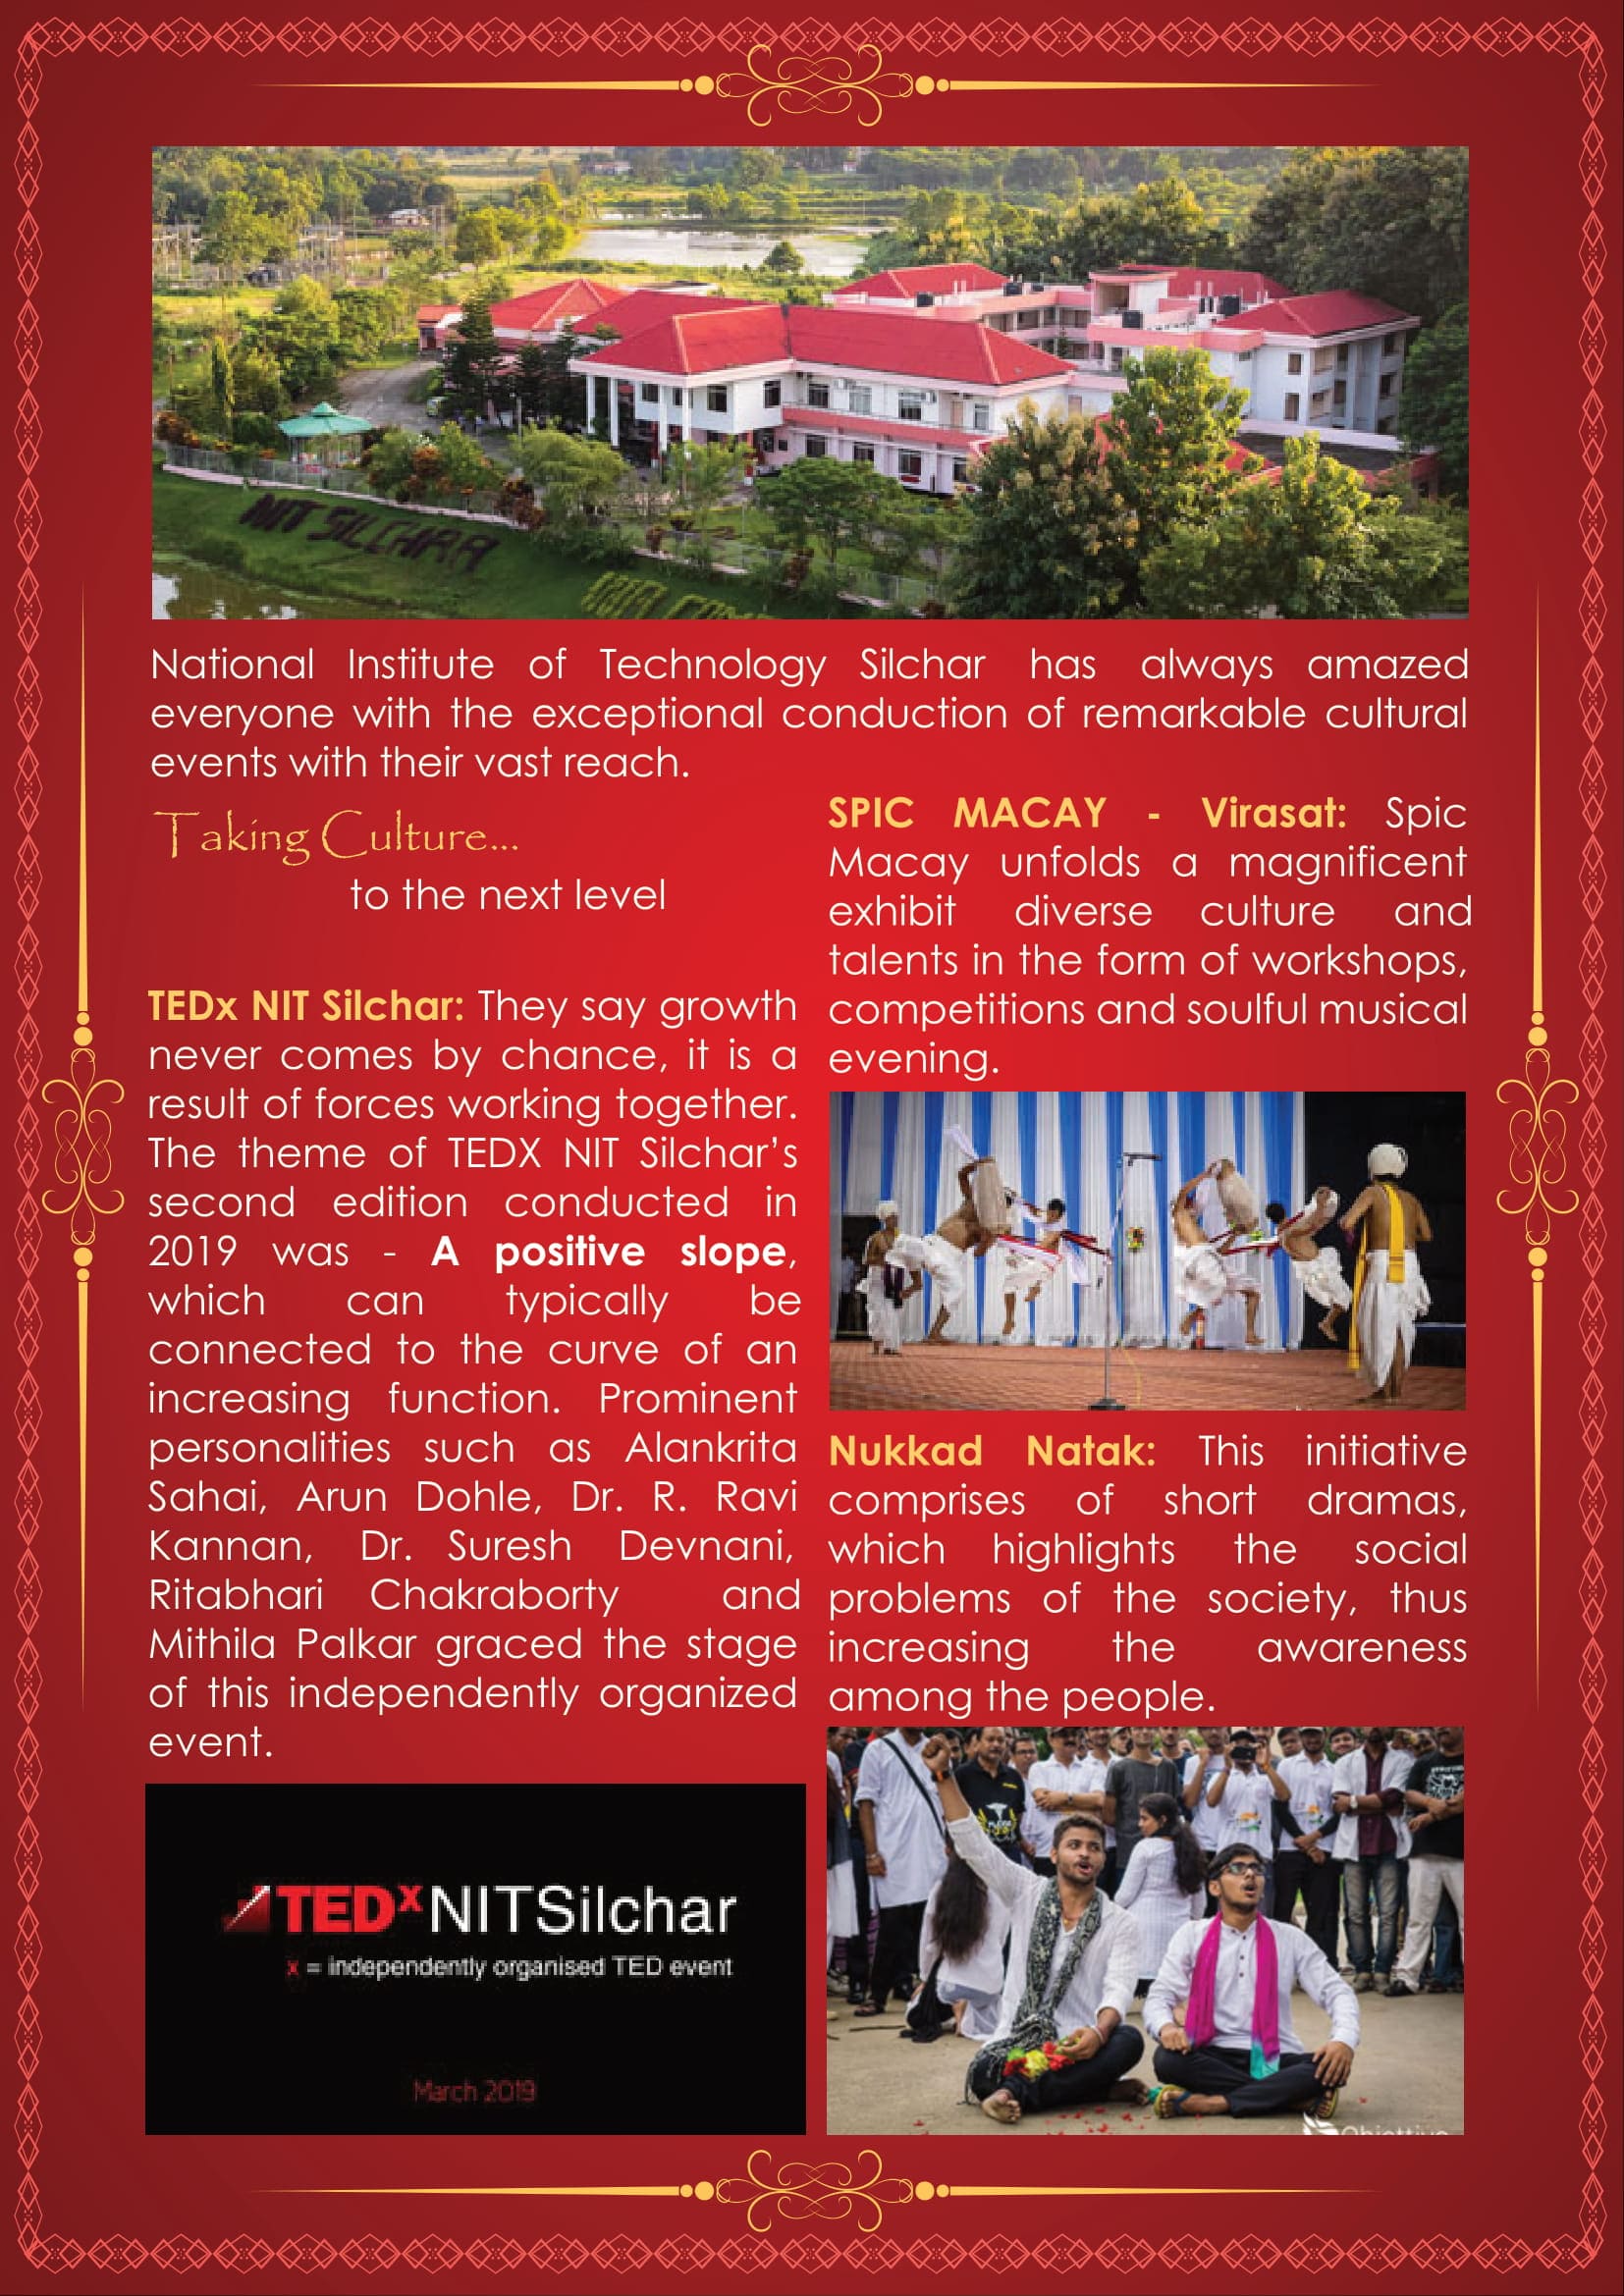 NIT SILCHAR
National Institute of Technology Silchar has always amazed
everyone with the exceptional conduction of remarkable cultural
events with their vast reach.
Taking Culture...
to the next level
TEDx NIT Silchar: They say growth
never comes by chance, it is a
result of forces working together.
The theme of TEDX NIT Silchar’s
second edition conducted in
2019 was - A positive slope,
which can typically be
connected to the curve of an
increasing function. Prominent
personalities such as Alankrita
Sahai, Arun Dohle, Dr. R. Ravi
Kannan, Dr. Suresh Devnani,
Ritabhari Chakraborty and
Mithila Palkar graced the stage
of this independently organized
event.
TEDxNITSilchar
x = independently organised TED event
March 2019
SPIC MACAY - Virasat: Spic
Macay unfolds a magnificent
exhibit diverse culture and
talents in the form of workshops,
competitions and soulful musical
evening.
Nukkad Natak: This initiative
comprises of short dramas,
which highlights the social
problems of the society, thus
increasing the awareness
among the people.